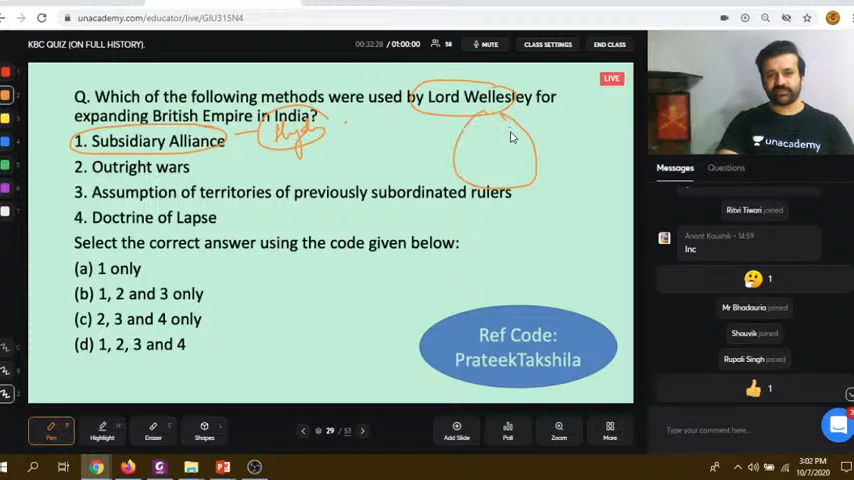 unacademy.com/educator/live/GIU315N4
KBC QUIZ (ON FULL HISTORY).
00:32:28 / 01:00:00
58
MUTE
CLASS SETTINGS
END CLASS
LIVE
Q. Which of the following methods were used by Lord Wellesley for
expanding British Empire in India?
1. Subsidiary Alliance
Hyd
2. Outright wars
3. Assumption of territories of previously subordinated rulers
4. Doctrine of Lapse
Select the correct answer using the code given below:
(a) 1 only
(b) 1, 2 and 3 only
(c) 2, 3 and 4 only
(d) 1, 2, 3 and 4
Ref Code:
PrateekTakshila
unacademy
Messages
Questions
Ritvi Tiwari joined
Anant Kaushik • 14:59
Inc
1
Mr Bhadauria joined
Shouvik joined
Rupali Singh joined
1
Pen P
Highlight H
Eraser E
Shapes L
29 / 51
Add Slide
Poll
Zoom
More
Message here...
3:02 PM
10/7/2020